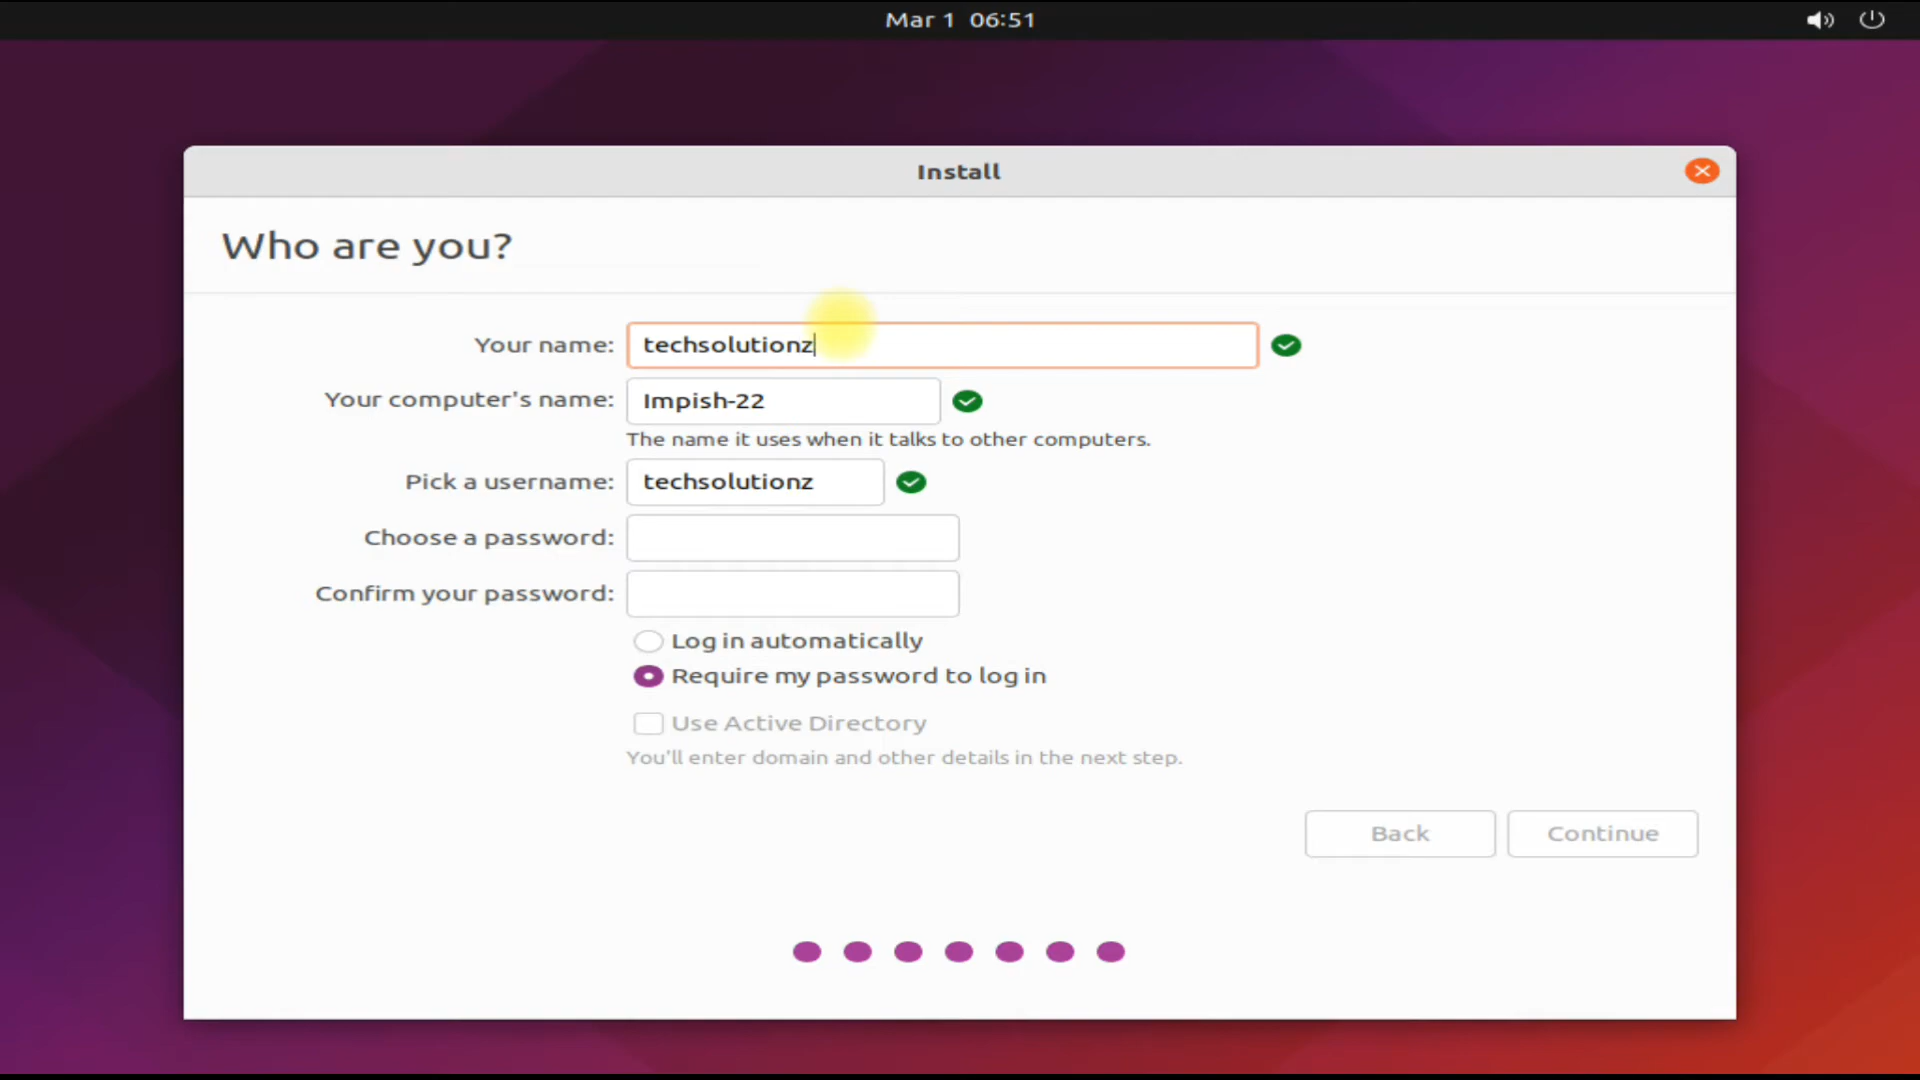 Mar 1 06:51
Install
Who are you?
Your name: techsolutionz
Your computer's name: Impish-22
The name it uses when it talks to other computers.
Pick a username: techsolutionz
Choose a password:
Confirm your password:
Log in automatically
Require my password to log in
Use Active Directory
You'll enter domain and other details in the next step.
Back Continue